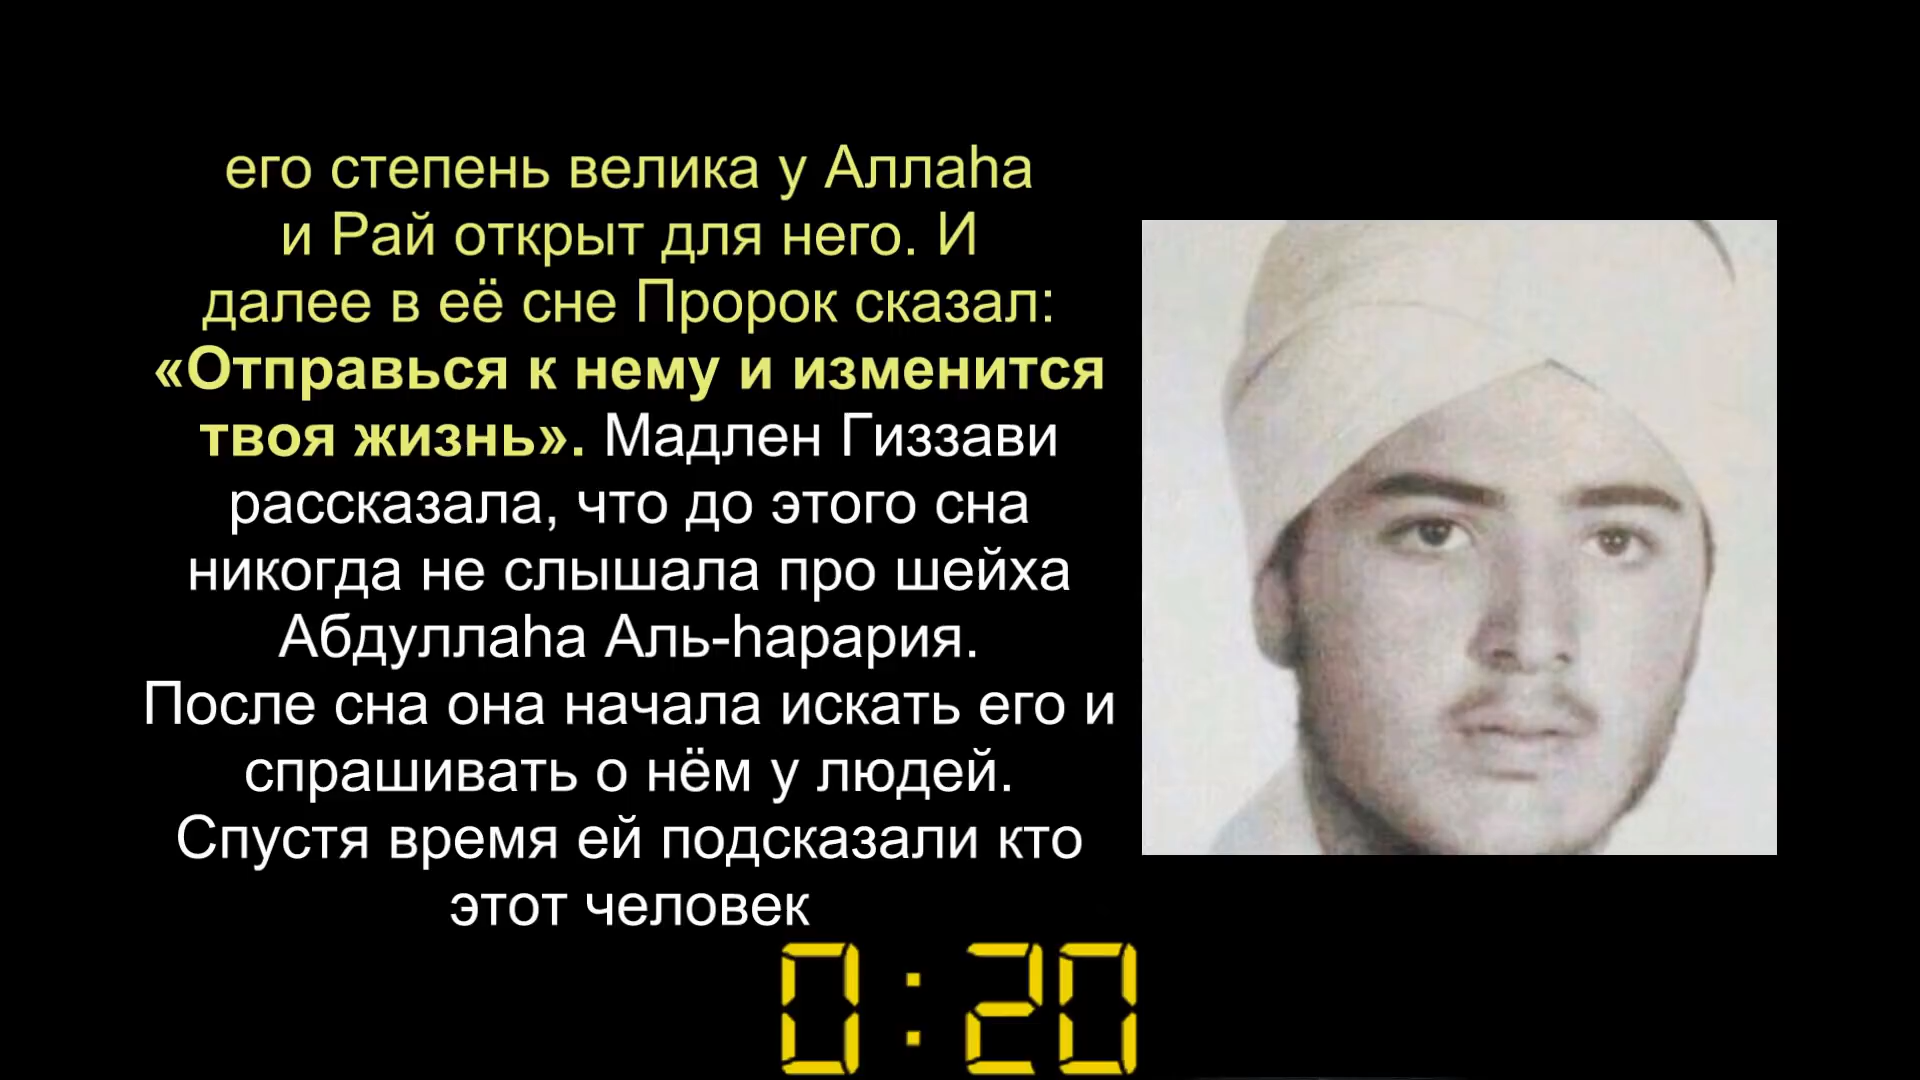 его степень велика у Аллаhа
и Рай открыт для него. И
далее в её сне Пророк сказал:
«Отправься к нему и изменится
твоя жизнь». Мадлен Гиззави
рассказала, что до этого сна
никогда не слышала про шейха
Абдуллаhа Аль-hарария.
После сна она начала искать его и
спрашивать о нём у людей.
Спустя время ей подсказали кто
этот человек
0:20